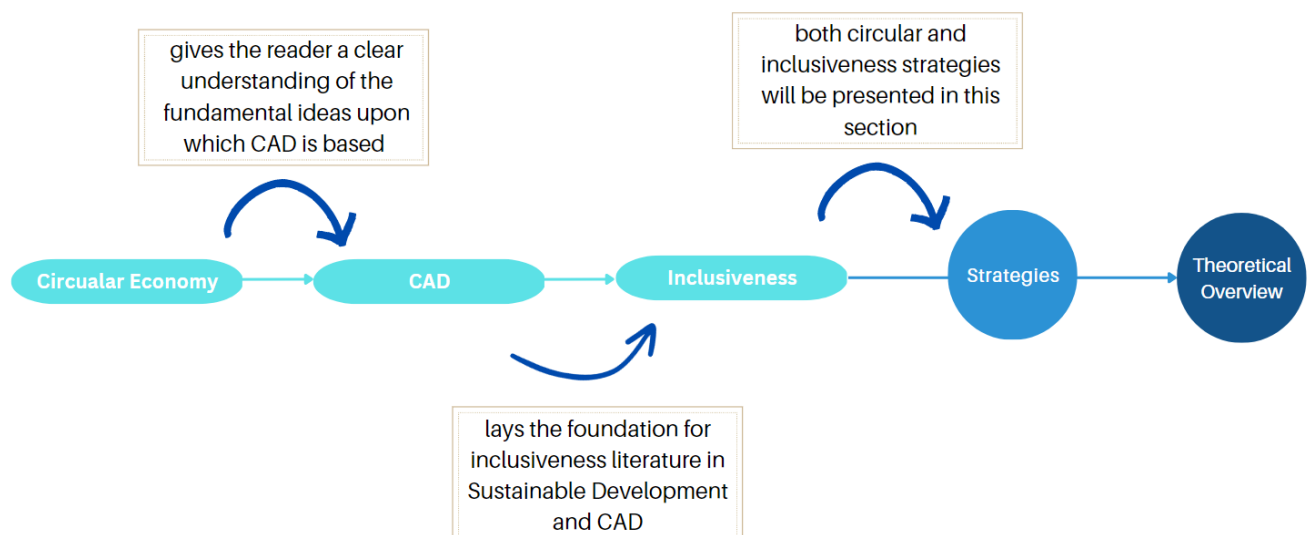 gives the reader a clear
understanding of the
fundamental ideas upon
which CAD is based
both circular and
inclusiveness strategies
will be presented in this
section
Circualar Economy
CAD
Inclusiveness
Strategies
Theoretical
Overview
lays the foundation for
inclusiveness literature in
Sustainable Development
and CAD